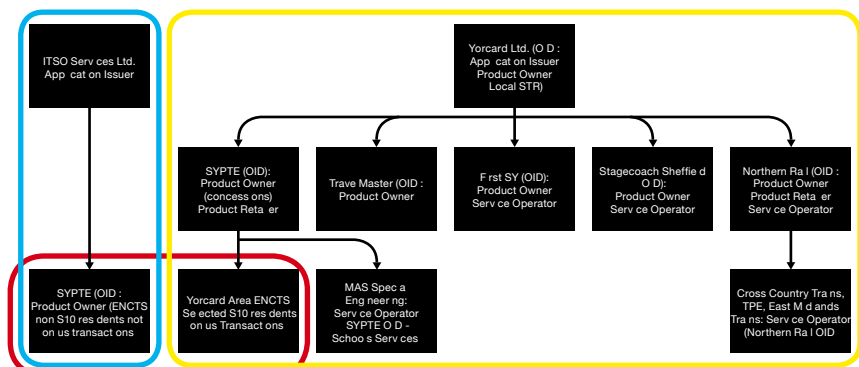 ITSO Serv ces Ltd.
App cat on Issuer
Yorcard Ltd. (O D :
App cat on Issuer
Product Owner
Local STR)
SYPTE (OID):
Product Owner
(concess ons)
Product Reta er
Trave Master (OID :
Product Owner
F rst SY (OID):
Product Owner
Serv ce Operator
Stagecoach Sheffie d
O D):
Product Owner
Serv ce Operator
Northern Ra l (OID :
Product Owner
Product Reta er
Serv ce Operator
SYPTE (OID :
Product Owner (ENCTS
non S10 res dents not
on us transact ons
Yorcard Area ENCTS
Se ected S10 res dents
on us Transact ons
MAS Spec a
Eng neer ng:
Serv ce Operator
SYPTE O D -
Schoo s Serv ces
Cross Country Tra ns,
TPE, East M d ands
Tra ns: Serv ce Operator
(Northern Ra l OID